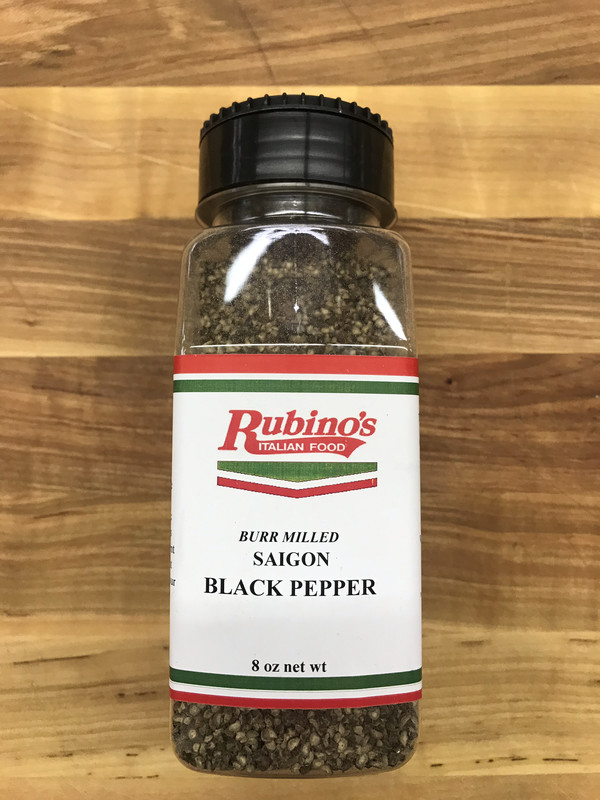 Rubino's
ITALIAN FOOD
BURR MILLED
SAIGON
BLACK PEPPER
8 oz net wt